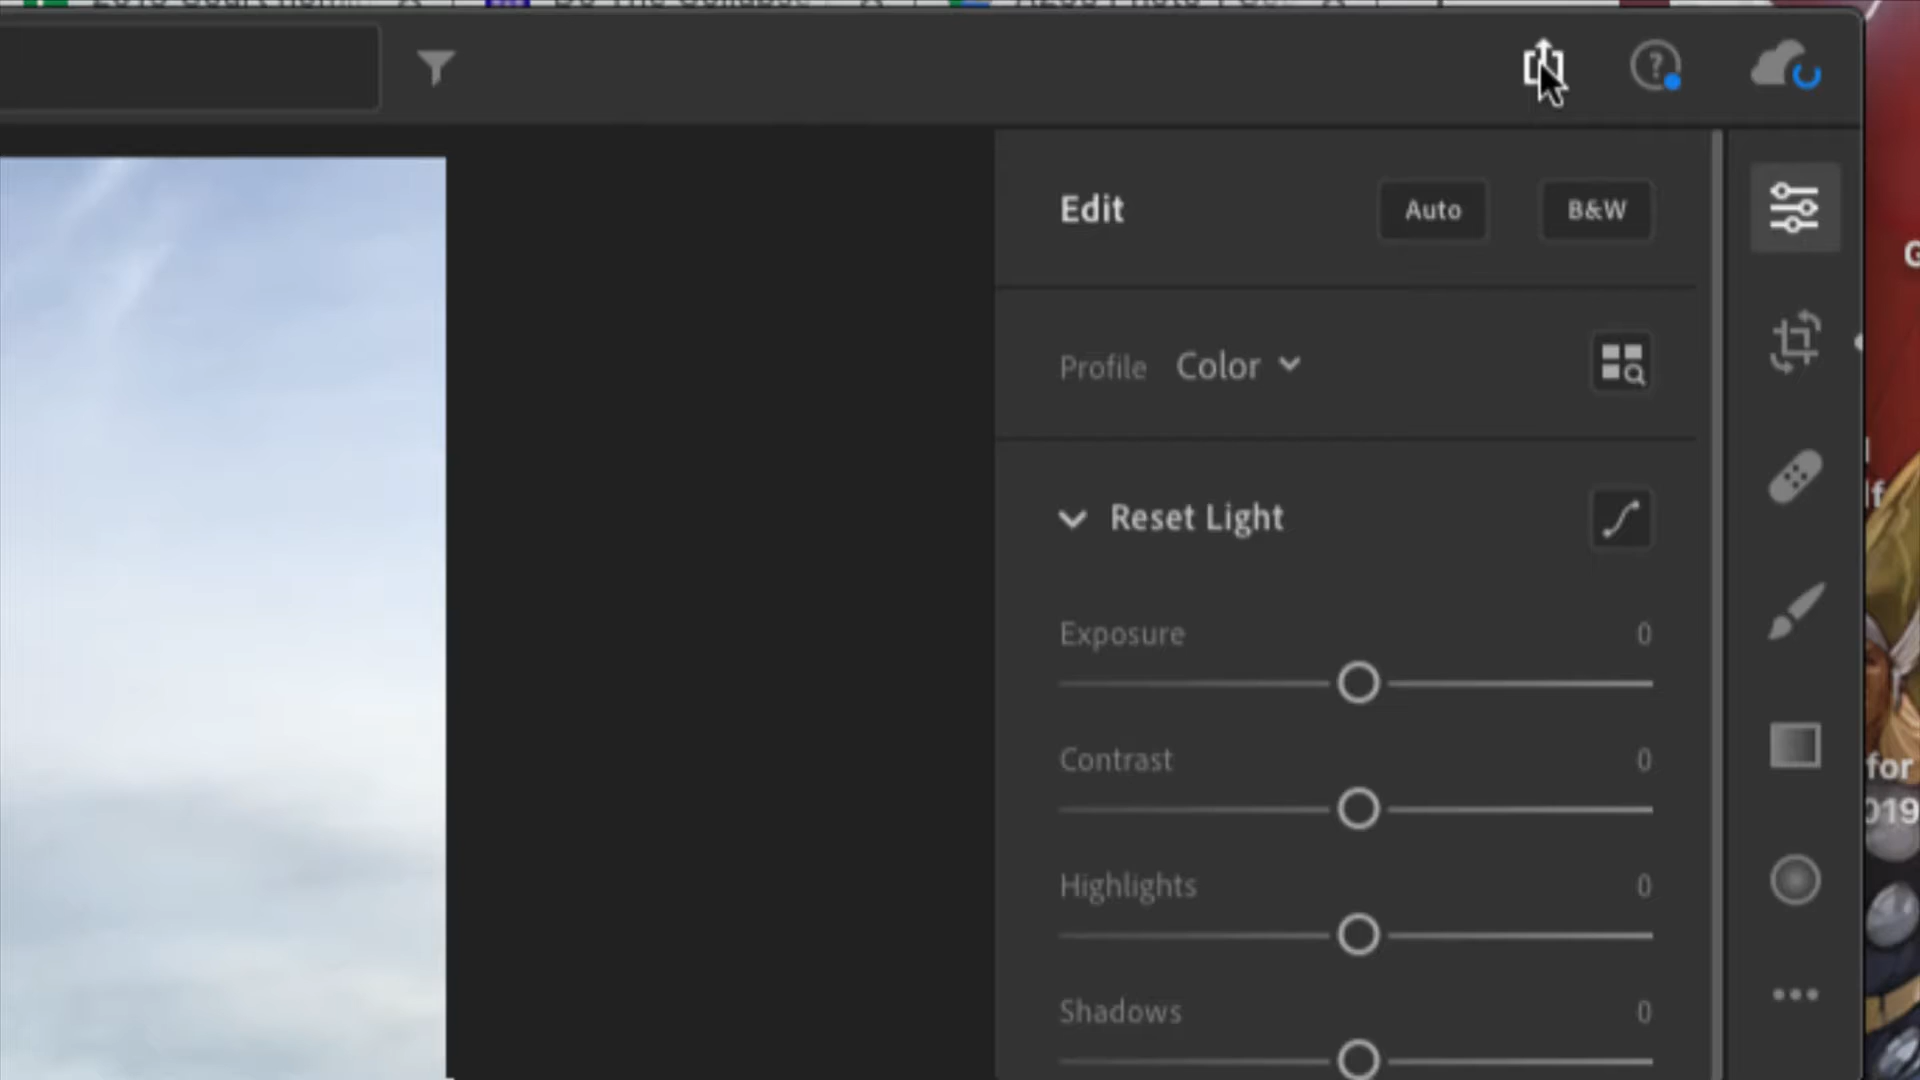 Edit
Auto
B&W
Profile
Color
Reset Light
Exposure
0
Contrast
0
Highlights
0
Shadows
0
for
019